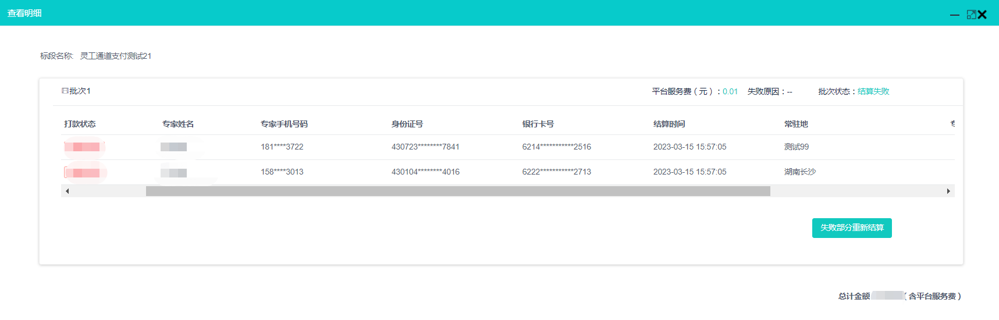 查看明细
标段名称: 灵工通道支付测试21
批次1 平台服务费（元）：0.01 失败原因：-- 批次状态：结算失败
打款状态 专家姓名 专家手机号码 身份证号 银行卡号 结算时间 常驻地
181****3722 430723********7841 6214***********2516 2023-03-15 15:57:05 测试99
158****3013 430104********4016 6222***********2713 2023-03-15 15:57:05 湖南长沙
失败部分重新结算
总计金额 （含平台服务费）